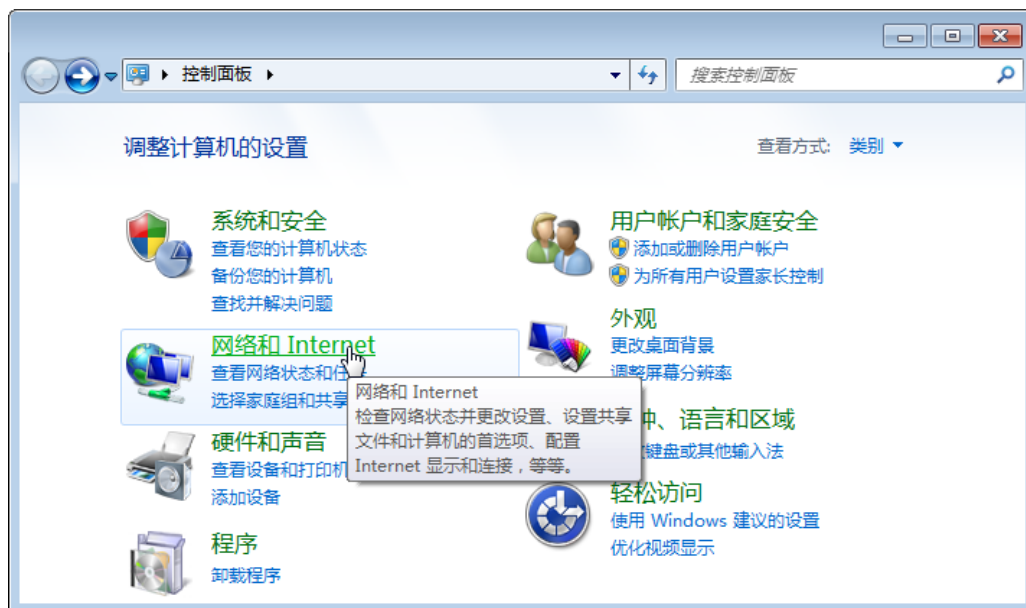 控制面板
搜索控制面板
调整计算机的设置
查看方式: 类别
系统和安全
查看您的计算机状态
备份您的计算机
查找并解决问题
网络和 Internet
查看网络状态和任
选择家庭组和共享
网络和 Internet
检查网络状态并更改设置、设置共享
文件和计算机的首选项、配置
Internet 显示和连接，等等。
硬件和声音
查看设备和打印机
添加设备
程序
卸载程序
用户帐户和家庭安全
添加或删除用户帐户
为所有用户设置家长控制
外观
更改桌面背景
调整屏幕分辨率
钟、语言和区域
键盘或其他输入法
轻松访问
使用 Windows 建议的设置
优化视频显示